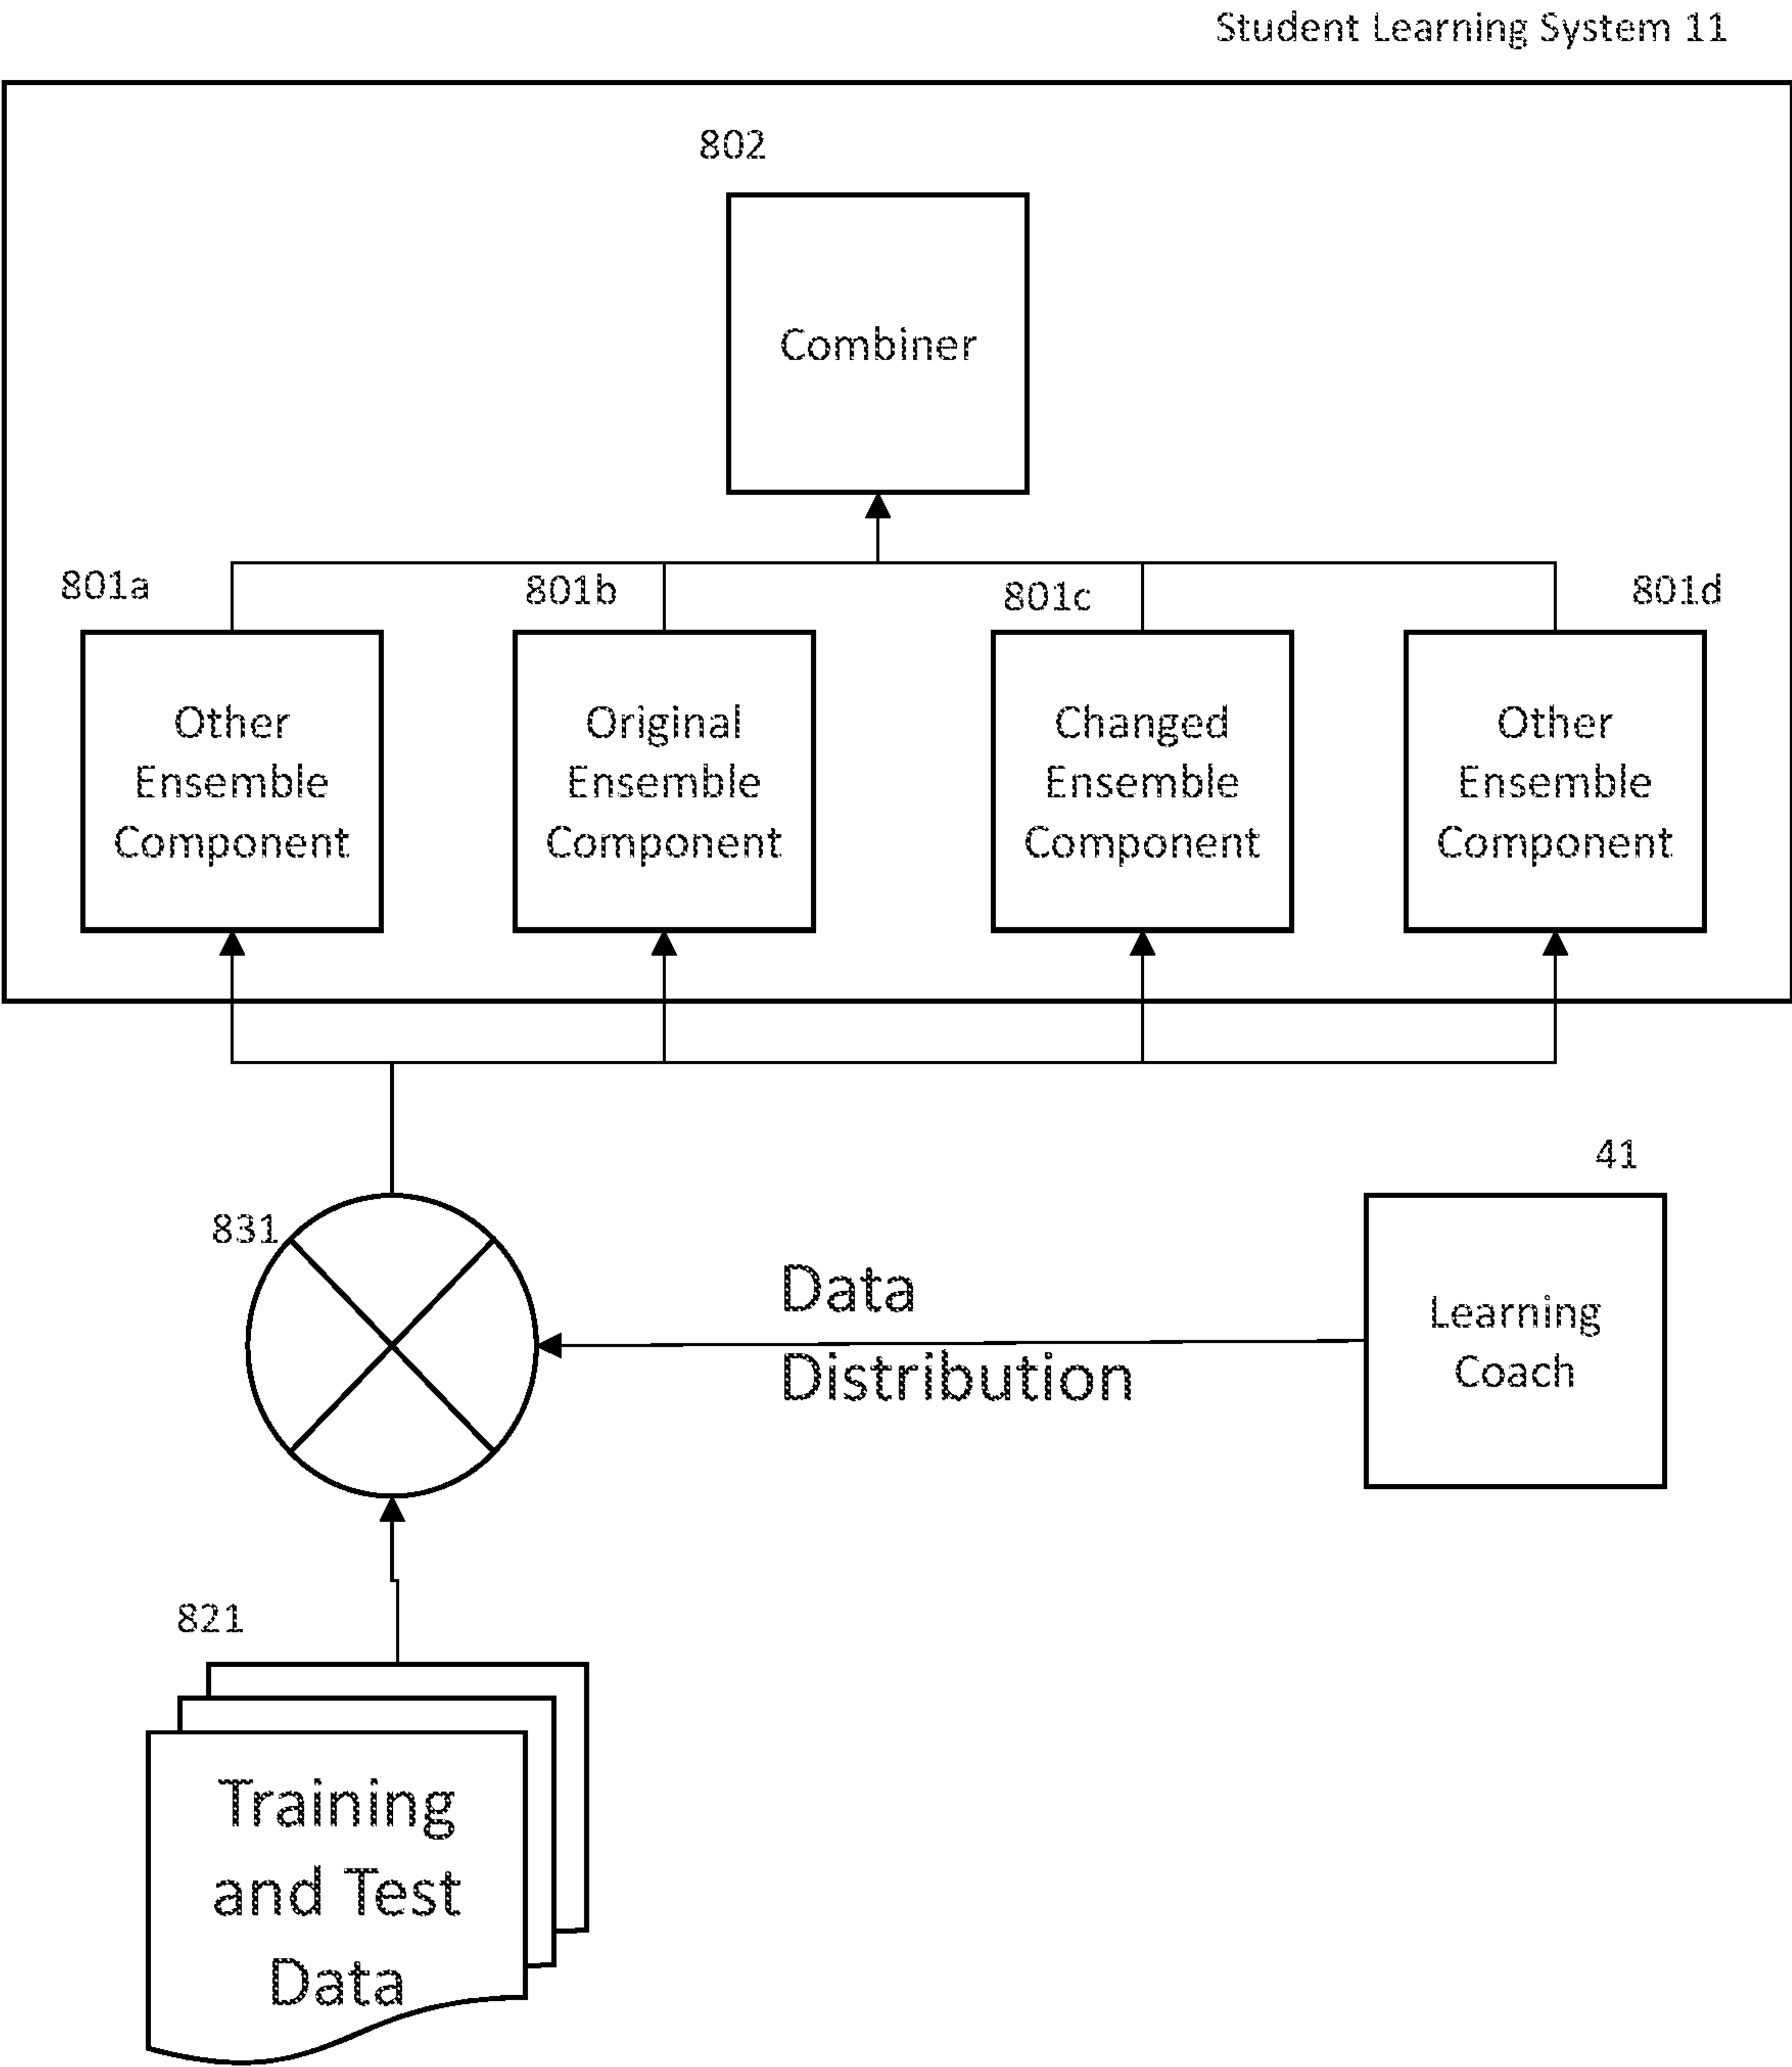 Student Learning System 11
802
Combiner
801a
801b
801c
801d
Other
Ensemble
Component
Original
Ensemble
Component
Changed
Ensemble
Component
Other
Ensemble
Component
41
831
Data
Distribution
Learning
Coach
821
Training
and Test
Data